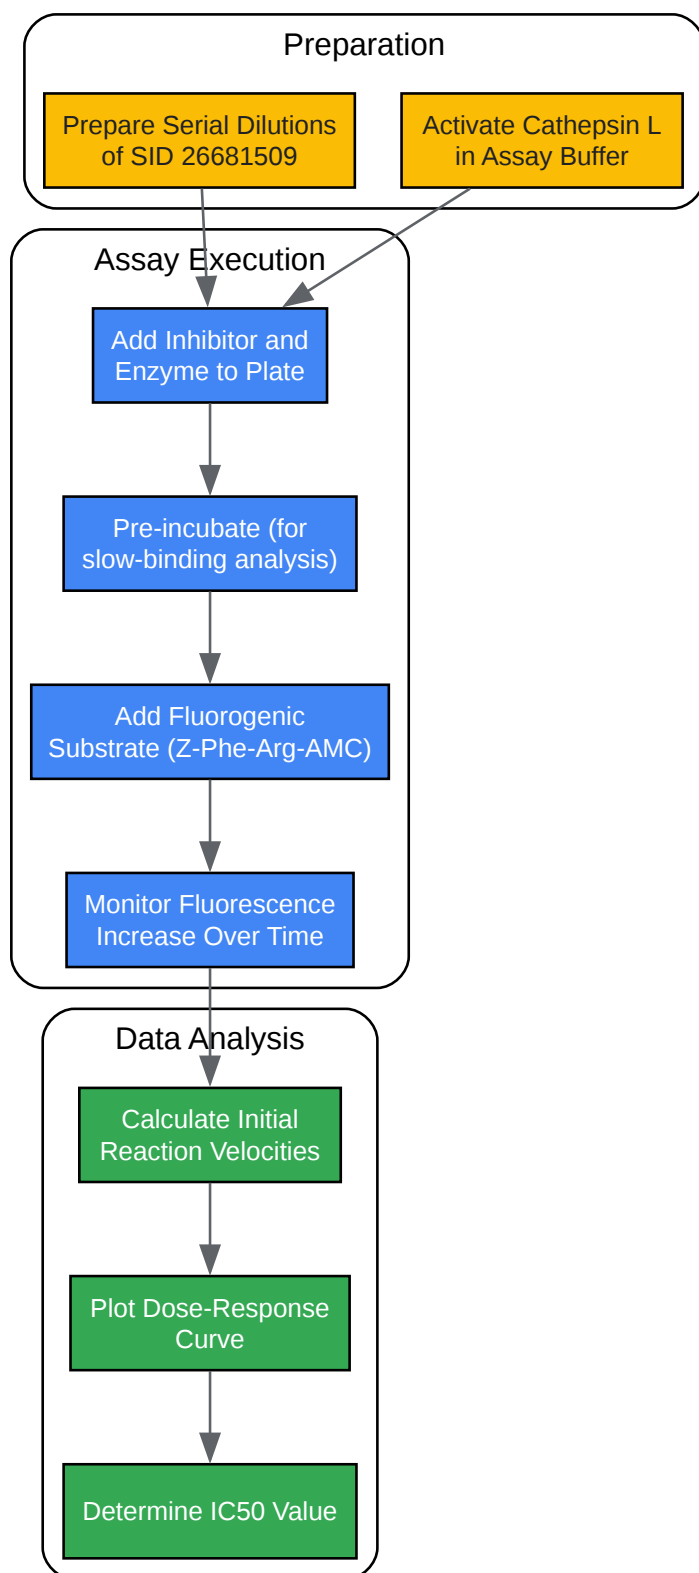 Preparation
Prepare Serial Dilutions
of SID 26681509
Activate Cathepsin L
in Assay Buffer
Assay Execution
Add Inhibitor and
Enzyme to Plate
Pre-incubate (for
slow-binding analysis)
Add Fluorogenic
Substrate (Z-Phe-Arg-AMC)
Monitor Fluorescence
Increase Over Time
Data Analysis
Calculate Initial
Reaction Velocities
Plot Dose-Response
Curve
Determine IC50 Value